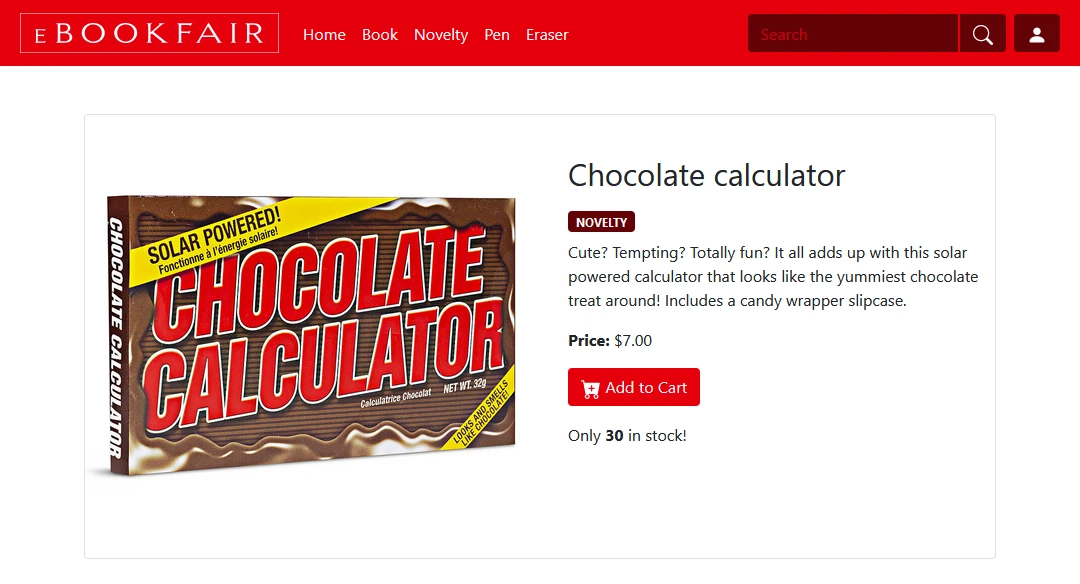 E BOOKFAIR
Home Book Novelty Pen Eraser
Search
SOLAR POWERED!
Fonctionne à l'énergie solaire!
CHOCOLATE CALCULATOR
CHOCOLATE
CALCULATOR
Calculatrice Chocolat NET WT. 32g
LOOKS AND SMELLS
LIKE CHOCOLATE!
Chocolate calculator
NOVELTY
Cute? Tempting? Totally fun? It all adds up with this solar
powered calculator that looks like the yummiest chocolate
treat around! Includes a candy wrapper slipcase.
Price: $7.00
Add to Cart
Only 30 in stock!